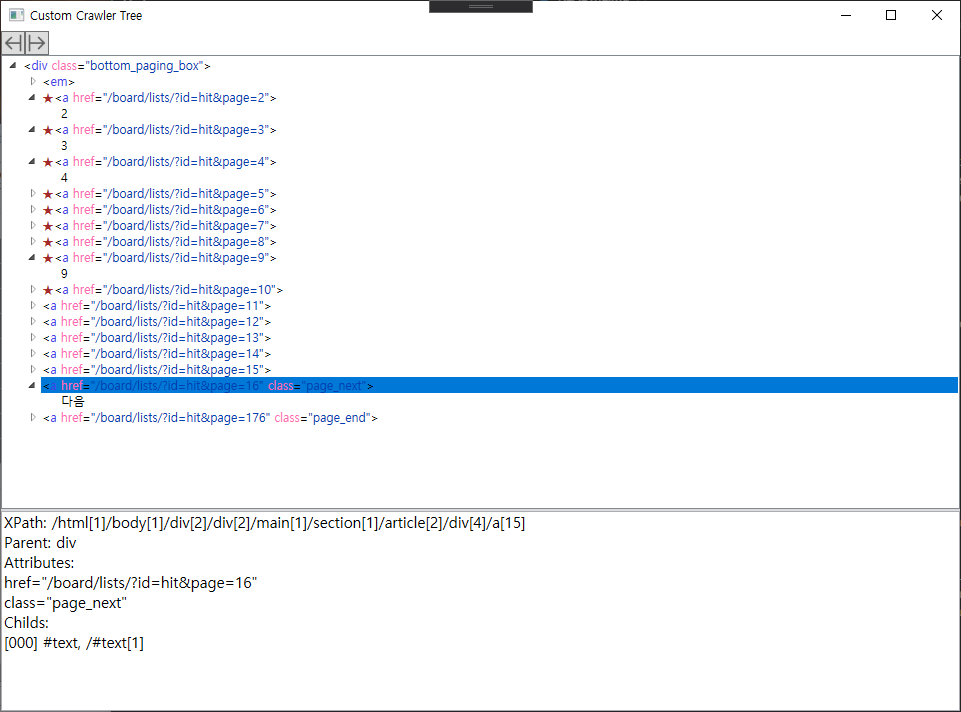 Custom Crawler Tree
<div class="bottom_paging_box">
<em>
★<a href="/board/lists/?id=hit&page=2">
2
★<a href="/board/lists/?id=hit&page=3">
3
★<a href="/board/lists/?id=hit&page=4">
4
★<a href="/board/lists/?id=hit&page=5">
★<a href="/board/lists/?id=hit&page=6">
★<a href="/board/lists/?id=hit&page=7">
★<a href="/board/lists/?id=hit&page=8">
★<a href="/board/lists/?id=hit&page=9">
9
★<a href="/board/lists/?id=hit&page=10">
<a href="/board/lists/?id=hit&page=11">
<a href="/board/lists/?id=hit&page=12">
<a href="/board/lists/?id=hit&page=13">
<a href="/board/lists/?id=hit&page=14">
<a href="/board/lists/?id=hit&page=15">
<a href="/board/lists/?id=hit&page=16" class="page_next">
다음
<a href="/board/lists/?id=hit&page=176" class="page_end">
XPath: /html[1]/body[1]/div[2]/div[2]/main[1]/section[1]/article[2]/div[4]/a[15]
Parent: div
Attributes:
href="/board/lists/?id=hit&page=16"
class="page_next"
Childs:
[000] #text, /#text[1]